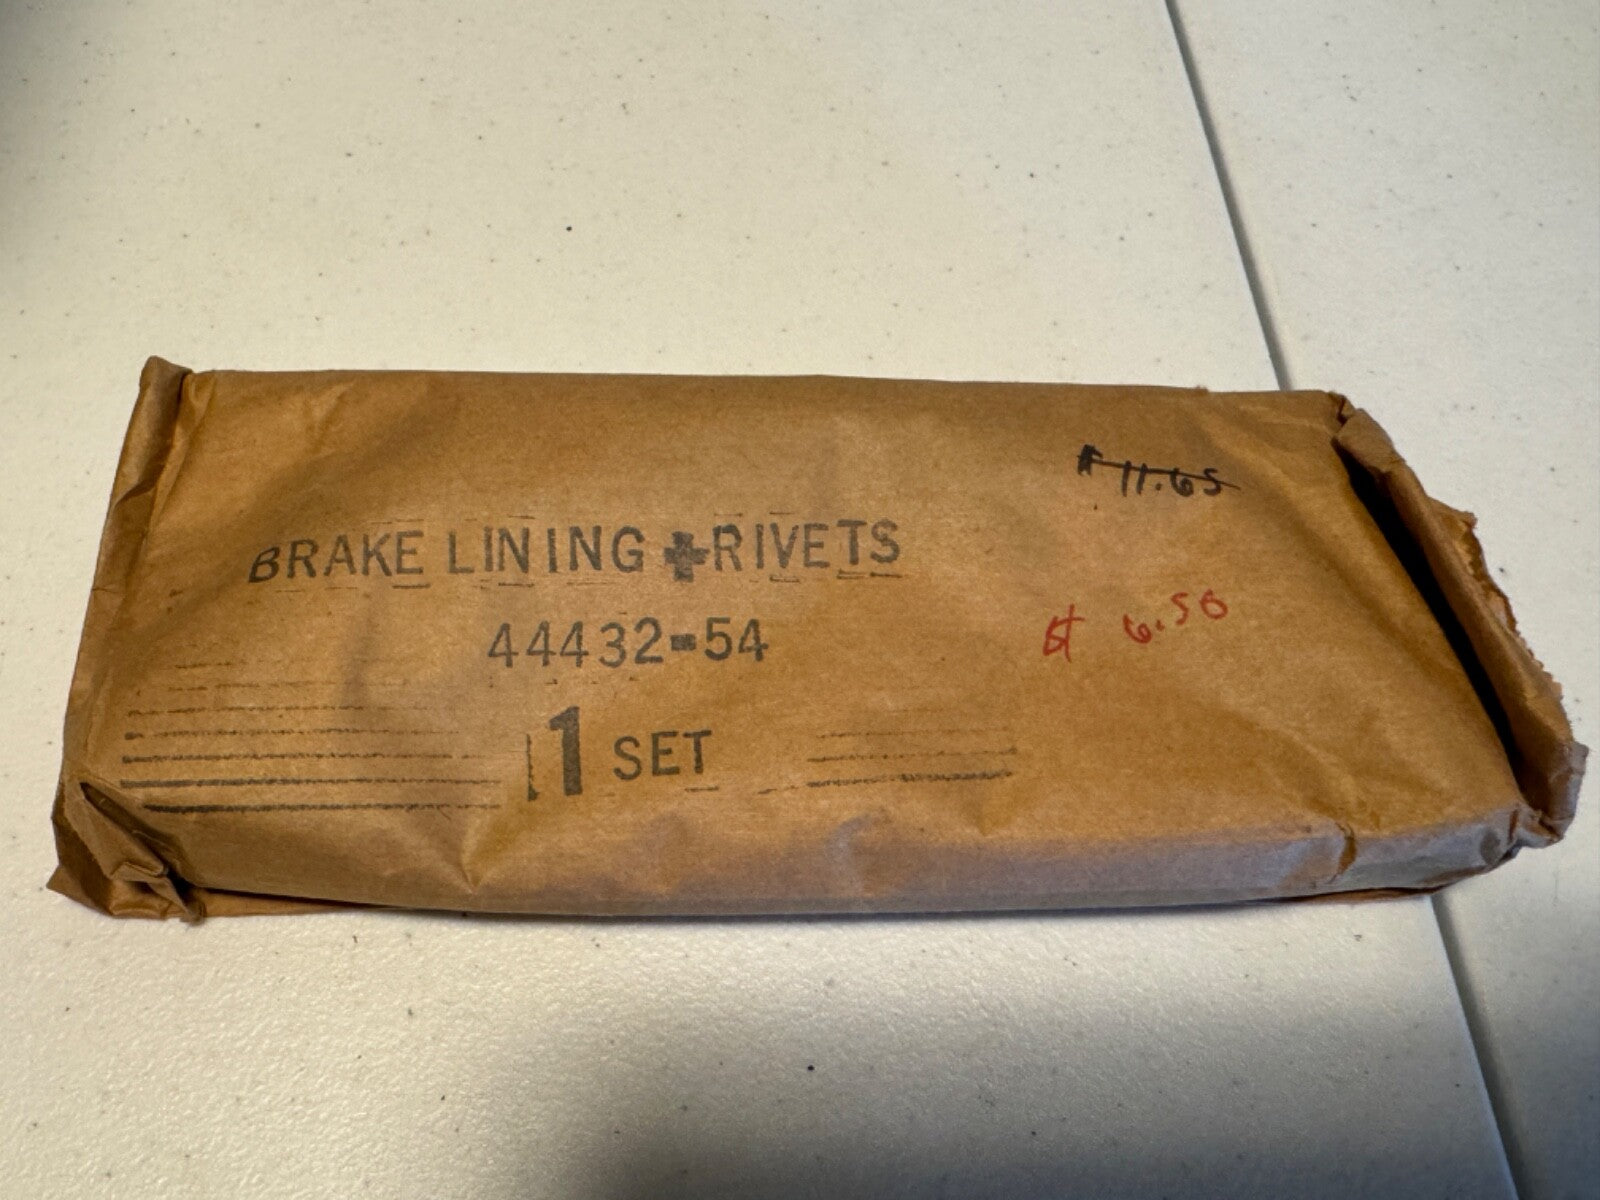 $ 11.65
BRAKE LINING + RIVETS
44432-54
$ 6.50
1 SET